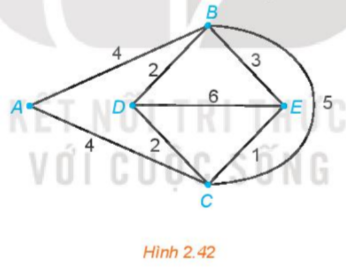 B
4
2
3
A
D
6
E
5
KẾT NỐI TRI THỨC
VỚI CUỘC SỐNG
4
2
1
C
Hình 2.42